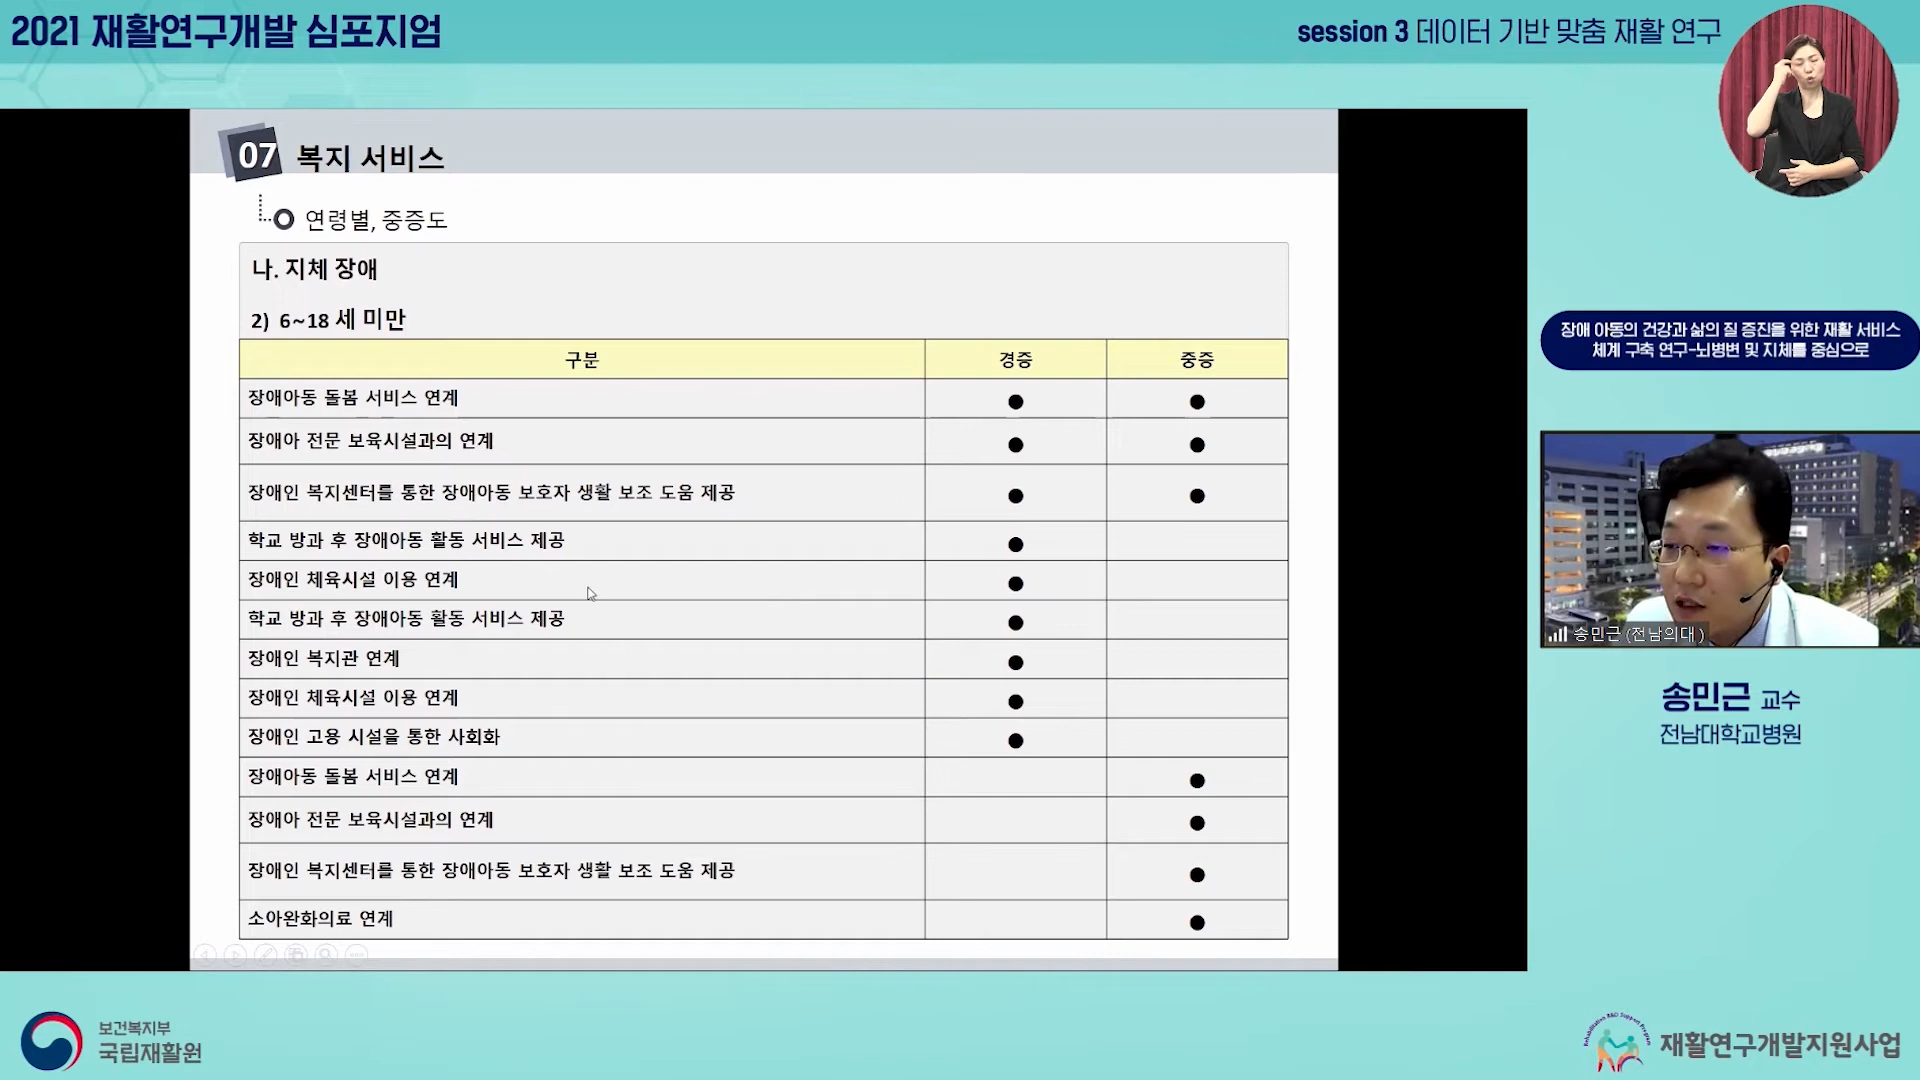 2021 재활연구개발 심포지엄
session 3 데이터 기반 맞춤 재활 연구
07 복지 서비스
연령별, 중증도
나. 지체 장애
2) 6~18 세 미만
구분 경증 중증
장애아동 돌봄 서비스 연계 ● ●
장애아 전문 보육시설과의 연계 ● ●
장애인 복지센터를 통한 장애아동 보호자 생활 보조 도움 제공 ● ●
학교 방과 후 장애아동 활동 서비스 제공 ●
장애인 체육시설 이용 연계 ●
학교 방과 후 장애아동 활동 서비스 제공 ●
장애인 복지관 연계 ●
장애인 체육시설 이용 연계 ●
장애인 고용 시설을 통한 사회화 ●
장애아동 돌봄 서비스 연계 ●
장애아 전문 보육시설과의 연계 ●
장애인 복지센터를 통한 장애아동 보호자 생활 보조 도움 제공 ●
소아완화의료 연계 ●
장애 아동의 건강과 삶의 질 증진을 위한 재활 서비스
체계 구축 연구-뇌병변 및 지체를 중심으로
송민근 (전남의대)
송민근 교수
전남대학교병원
보건복지부
국립재활원
Rehabilitation R&D Support Program
재활연구개발지원사업